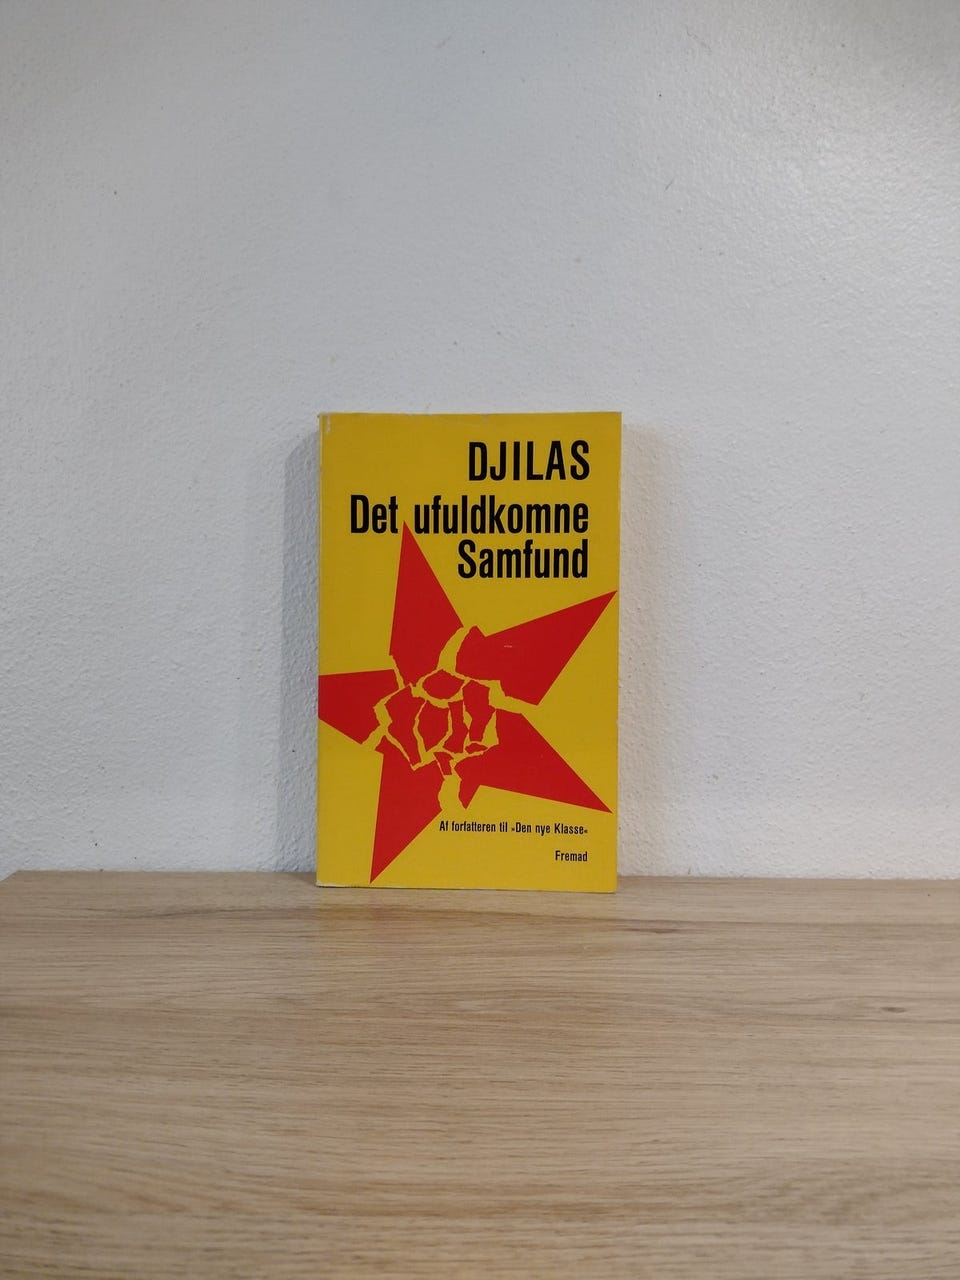 DJILAS
Det ufuldkomne
Samfund
Af forfatteren til »Den nye Klasse«
Fremad